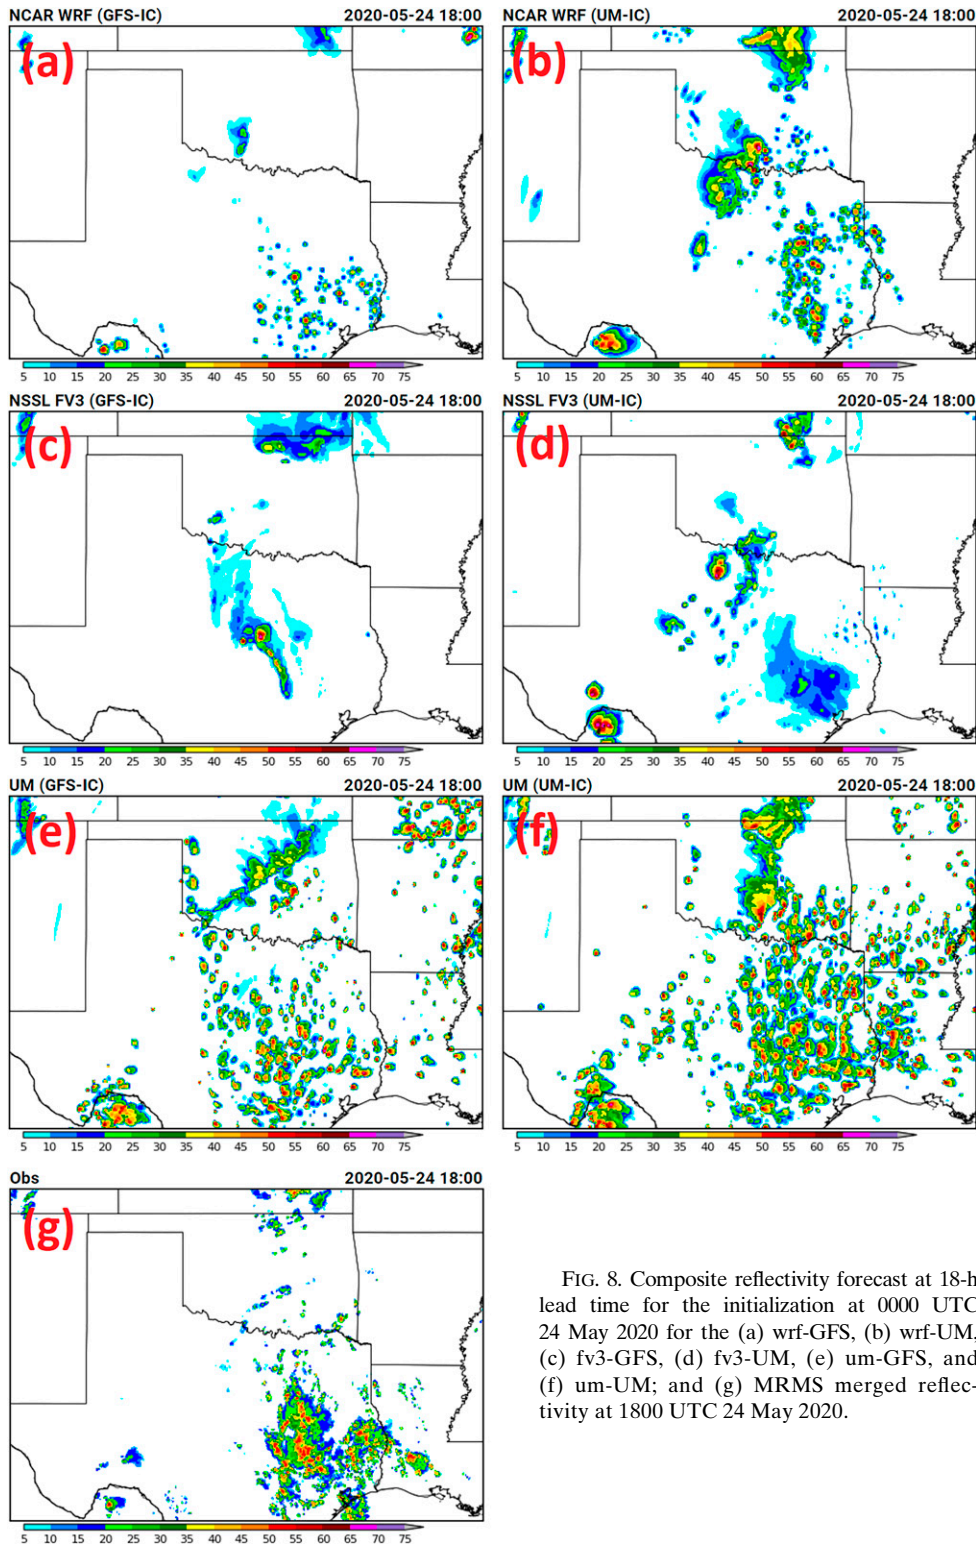 NCAR WRF (GFS-IC) 2020-05-24 18:00
(a)
5 10 15 20 25 30 35 40 45 50 55 60 65 70 75
NCAR WRF (UM-IC) 2020-05-24 18:00
(b)
5 10 15 20 25 30 35 40 45 50 55 60 65 70 75
NSSL FV3 (GFS-IC) 2020-05-24 18:00
(c)
5 10 15 20 25 30 35 40 45 50 55 60 65 70 75
NSSL FV3 (UM-IC) 2020-05-24 18:00
(d)
5 10 15 20 25 30 35 40 45 50 55 60 65 70 75
UM (GFS-IC) 2020-05-24 18:00
(e)
5 10 15 20 25 30 35 40 45 50 55 60 65 70 75
UM (UM-IC) 2020-05-24 18:00
(f)
5 10 15 20 25 30 35 40 45 50 55 60 65 70 75
Obs 2020-05-24 18:00
(g)
5 10 15 20 25 30 35 40 45 50 55 60 65 70 75
FIG. 8. Composite reflectivity forecast at 18-h
lead time for the initialization at 0000 UTC
24 May 2020 for the (a) wrf-GFS, (b) wrf-UM,
(c) fv3-GFS, (d) fv3-UM, (e) um-GFS, and
(f) um-UM; and (g) MRMS merged reflec-
tivity at 1800 UTC 24 May 2020.